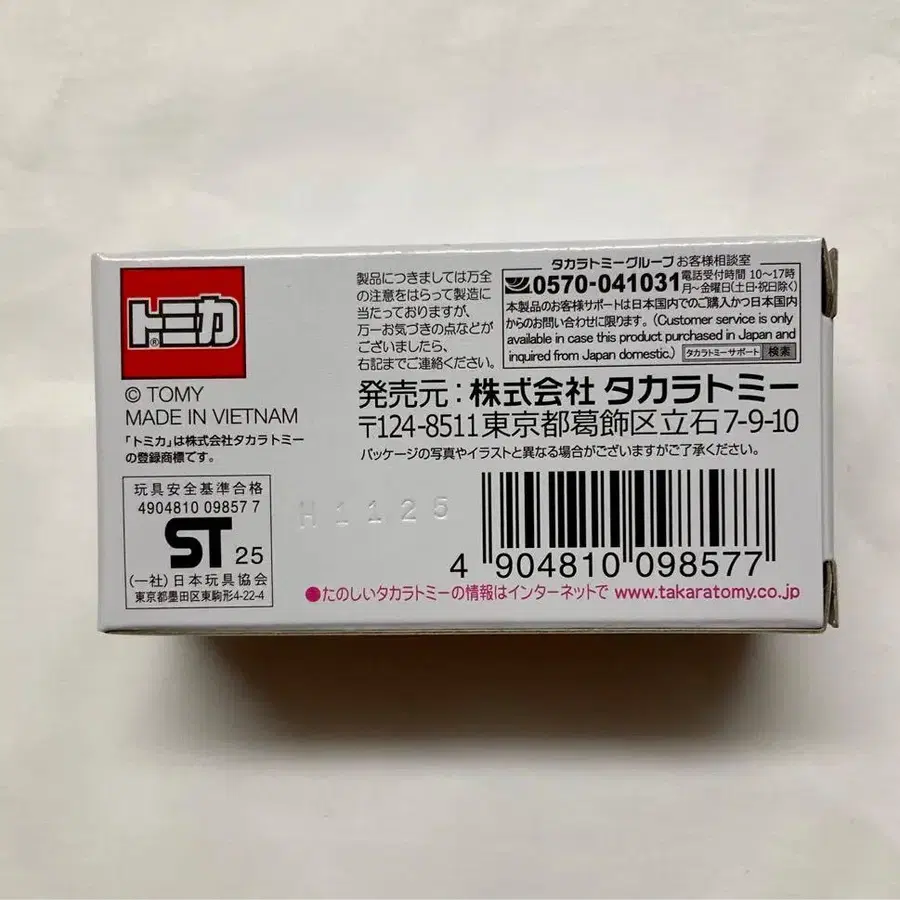 トミカ®
© TOMY
MADE IN VIETNAM
「トミカ」は株式会社タカラトミー
の登録商標です。
玩具安全基準合格
4904810 09857 7
ST 25
(一社)日本玩具協会
東京都墨田区東駒形4-22-4
製品につきましては万全
の注意をはらって製造に
当たっておりますが、
万一お気づきの点などが
ございましたら、
右記までご連絡ください。
タカラトミーグループ お客様相談室
0570-041031 電話受付時間 10〜17時
月〜金曜日(土日・祝日除く)
本製品のお客様サポートは日本国内でのご購入かつ日本国内
からのお問い合わせに限ります。(Customer service is only
available in case this product purchased in Japan and
inquired from Japan domestic.) タカラトミーサポート 検索
発売元:株式会社 タカラトミー
〒124-8511 東京都葛飾区立石7-9-10
パッケージの写真やイラストと異なる場合がございますがご了承ください。
H1125
4 904810 098577
●たのしいタカラトミーの情報はインターネットで www.takaratomy.co.jp